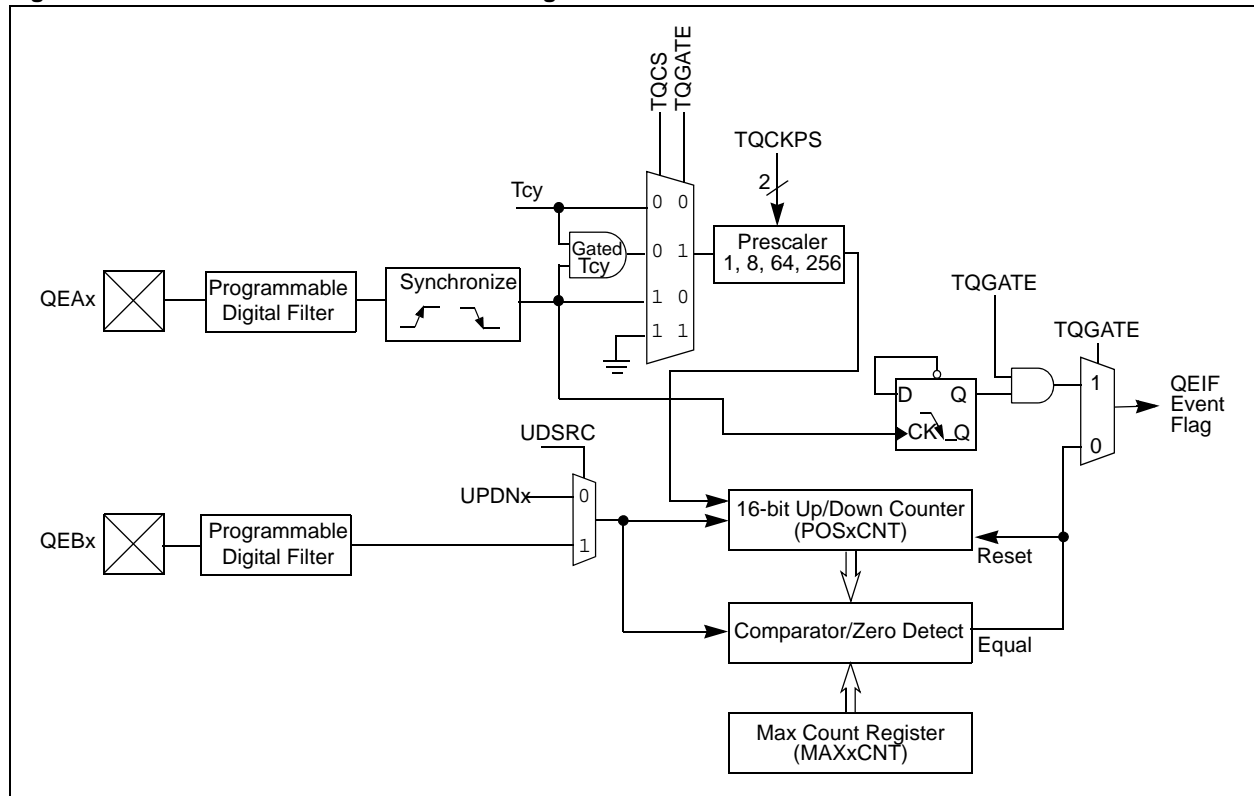 TQCS
TQGATE
TQCKPS
2
Tcy
0 0
Gated
Tcy
0 1
1 0
1 1
Prescaler
1, 8, 64, 256
QEAx
Programmable
Digital Filter
Synchronize
TQGATE
TQGATE
D Q
CK Q
1
0
QEIF
Event
Flag
UDSRC
UPDNx
0
1
QEBx
Programmable
Digital Filter
16-bit Up/Down Counter
(POSxCNT)
Reset
Comparator/Zero Detect
Equal
Max Count Register
(MAXxCNT)